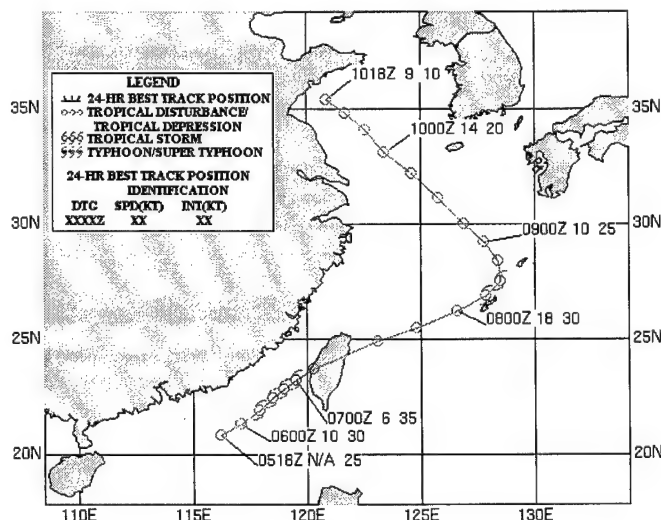 1018Z 9 10
35N
35N
LEGEND
24-HR BEST TRACK POSITION
TROPICAL DISTURBANCE/
TROPICAL DEPRESSION
TROPICAL STORM
TYPHOON/SUPER TYPHOON
24-HR BEST TRACK POSITION
IDENTIFICATION
DTG SPD(KT) INT(KT)
XXXXZ XX XX
1000Z 14 20
30N
30N
0900Z 10 25
0800Z 18 30
25N
25N
0700Z 6 35
0600Z 10 30
0518Z N/A 25
20N
20N
110E 115E 120E 125E 130E